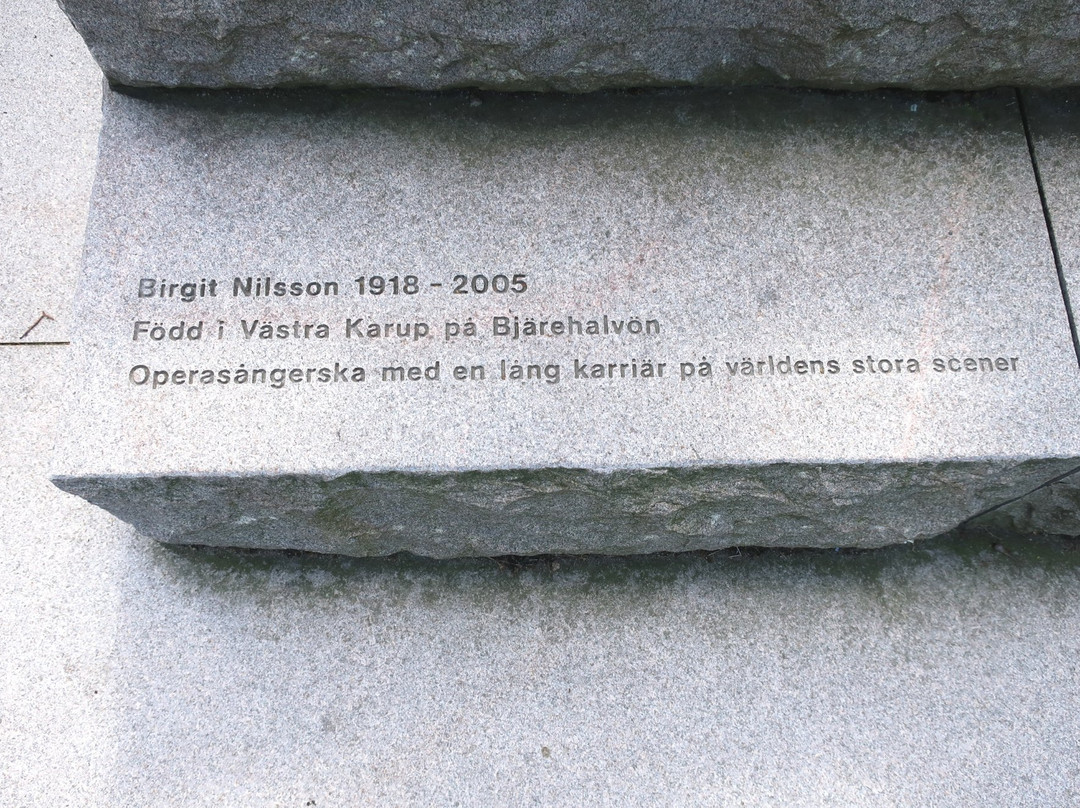 Birgit Nilsson 1918 - 2005
Född i Västra Karup på Bjärehalvön
Operasångerska med en lång karriär på världens stora scener